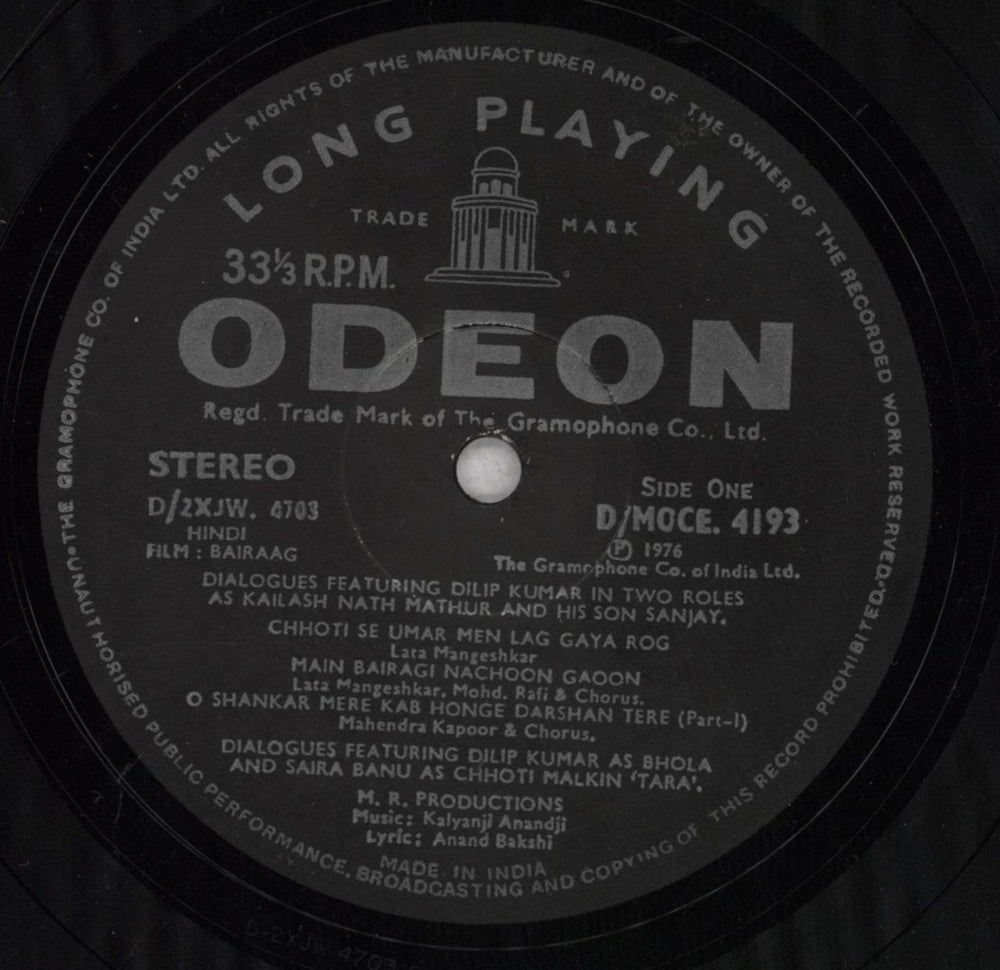 THE GRAMOPHONE CO. OF INDIA LTD. ALL RIGHTS OF THE MANUFACTURER AND OF THE OWNER OF THE RECORDED WORK RESERVED. UNAUTHORISED PUBLIC PERFORMANCE, BROADCASTING AND COPYING OF THIS RECORD PROHIBITED.
LONG PLAYING
TRADE MARK
33⅓ R.P.M.
ODEON
Regd. Trade Mark of The Gramophone Co., Ltd.
STEREO
SIDE ONE
D/2XJW. 4703
D/MOCE. 4193
HINDI
℗ 1976
FILM : BAIRAAG
The Gramophone Co. of India Ltd.
DIALOGUES FEATURING DILIP KUMAR IN TWO ROLES
AS KAILASH NATH MATHUR AND HIS SON SANJAY.
CHHOTI SE UMAR MEN LAG GAYA ROG
Lata Mangeshkar
MAIN BAIRAGI NACHOON GAOON
Lata Mangeshkar, Mohd. Rafi & Chorus.
O SHANKAR MERE KAB HONGE DARSHAN TERE (Part-I)
Mahendra Kapoor & Chorus.
DIALOGUES FEATURING DILIP KUMAR AS BHOLA
AND SAIRA BANU AS CHHOTI MALKIN 'TARA'.
M. R. PRODUCTIONS
Music: Kalyanji Anandji
Lyric: Anand Bakshi
MADE IN INDIA
D-2XJW 4703